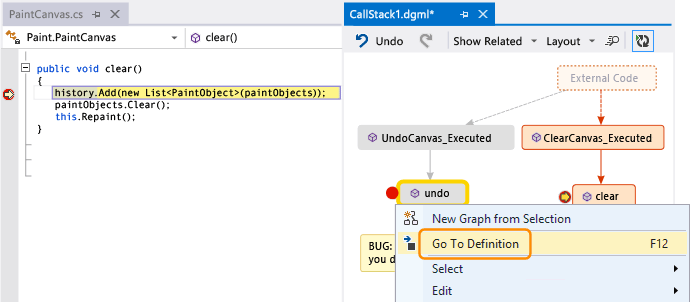 PaintCanvas.cs
CallStack1.dgml*
Paint.PaintCanvas
clear()
Undo
Show Related
Layout
public void clear()
{
history.Add(new List<PaintObject>(paintObjects));
paintObjects.Clear();
this.Repaint();
}
External Code
UndoCanvas_Executed
ClearCanvas_Executed
undo
clear
New Graph from Selection
BUG:
you d
Go To Definition F12
Select
Edit